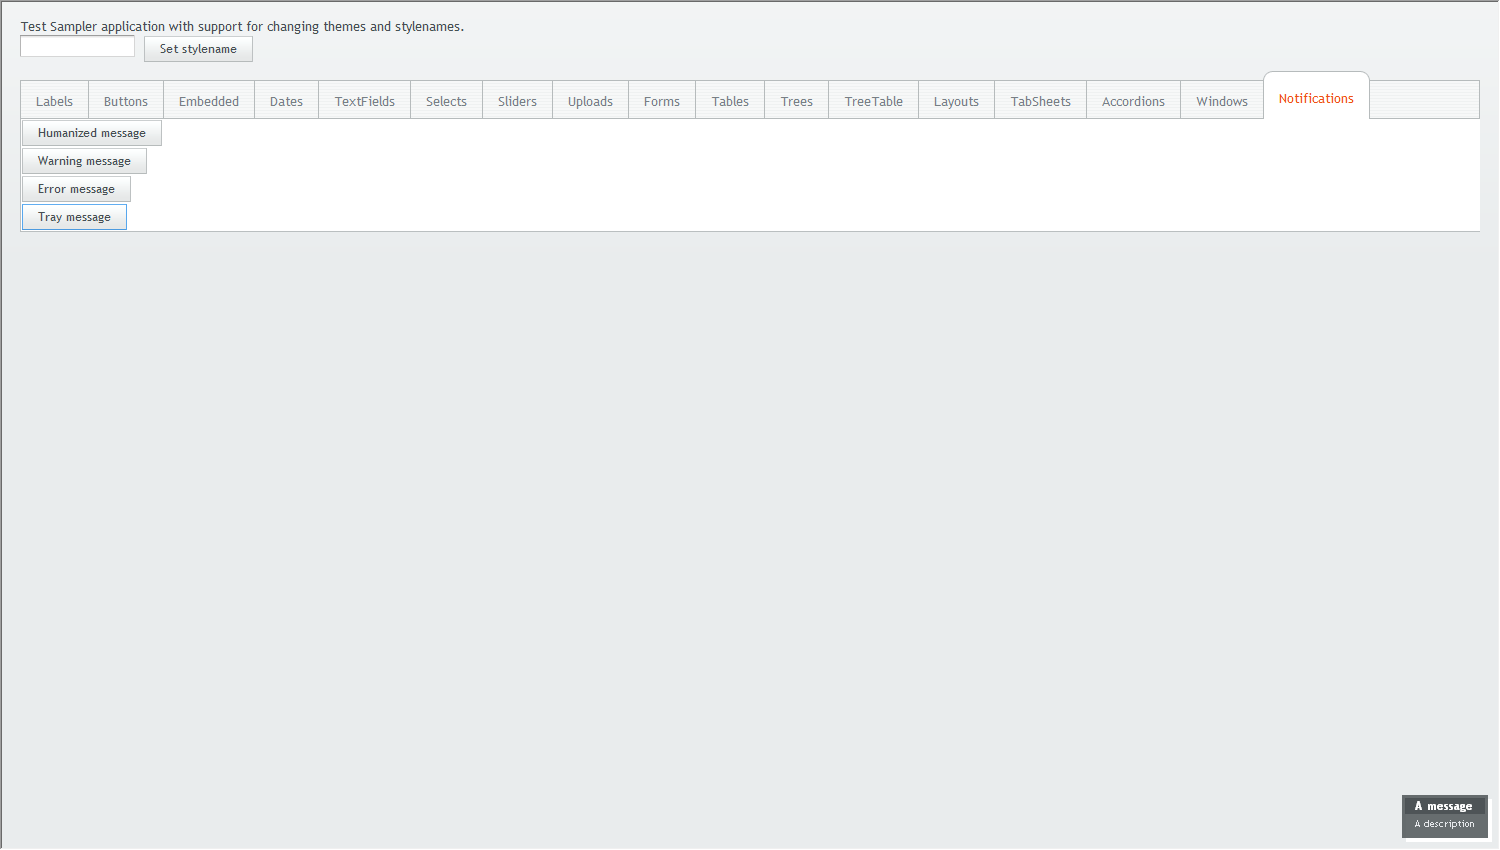 Test Sampler application with support for changing themes and stylenames.
Set stylename
Labels Buttons Embedded Dates TextFields Selects Sliders Uploads Forms Tables Trees TreeTable Layouts TabSheets Accordions Windows Notifications
Humanized message
Warning message
Error message
Tray message
A message
A description